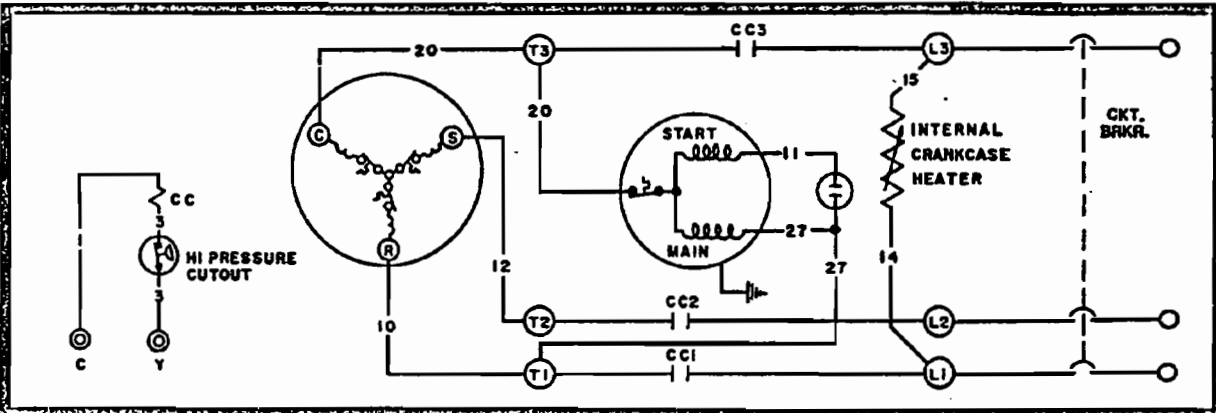 CC3
20
T3
L3
15
20
CKT.
BRKR.
START
11
INTERNAL
CRANKCASE
HEATER
C
S
CC
3
1
HI PRESSURE
CUTOUT
3
R
MAIN
27
27
14
12
10
CC2
T2
L2
C
Y
CC1
T1
L1